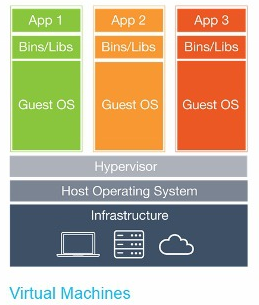 App 1 App 2 App 3
Bins/Libs Bins/Libs Bins/Libs
Guest OS Guest OS Guest OS
Hypervisor
Host Operating System
Infrastructure
Virtual Machines